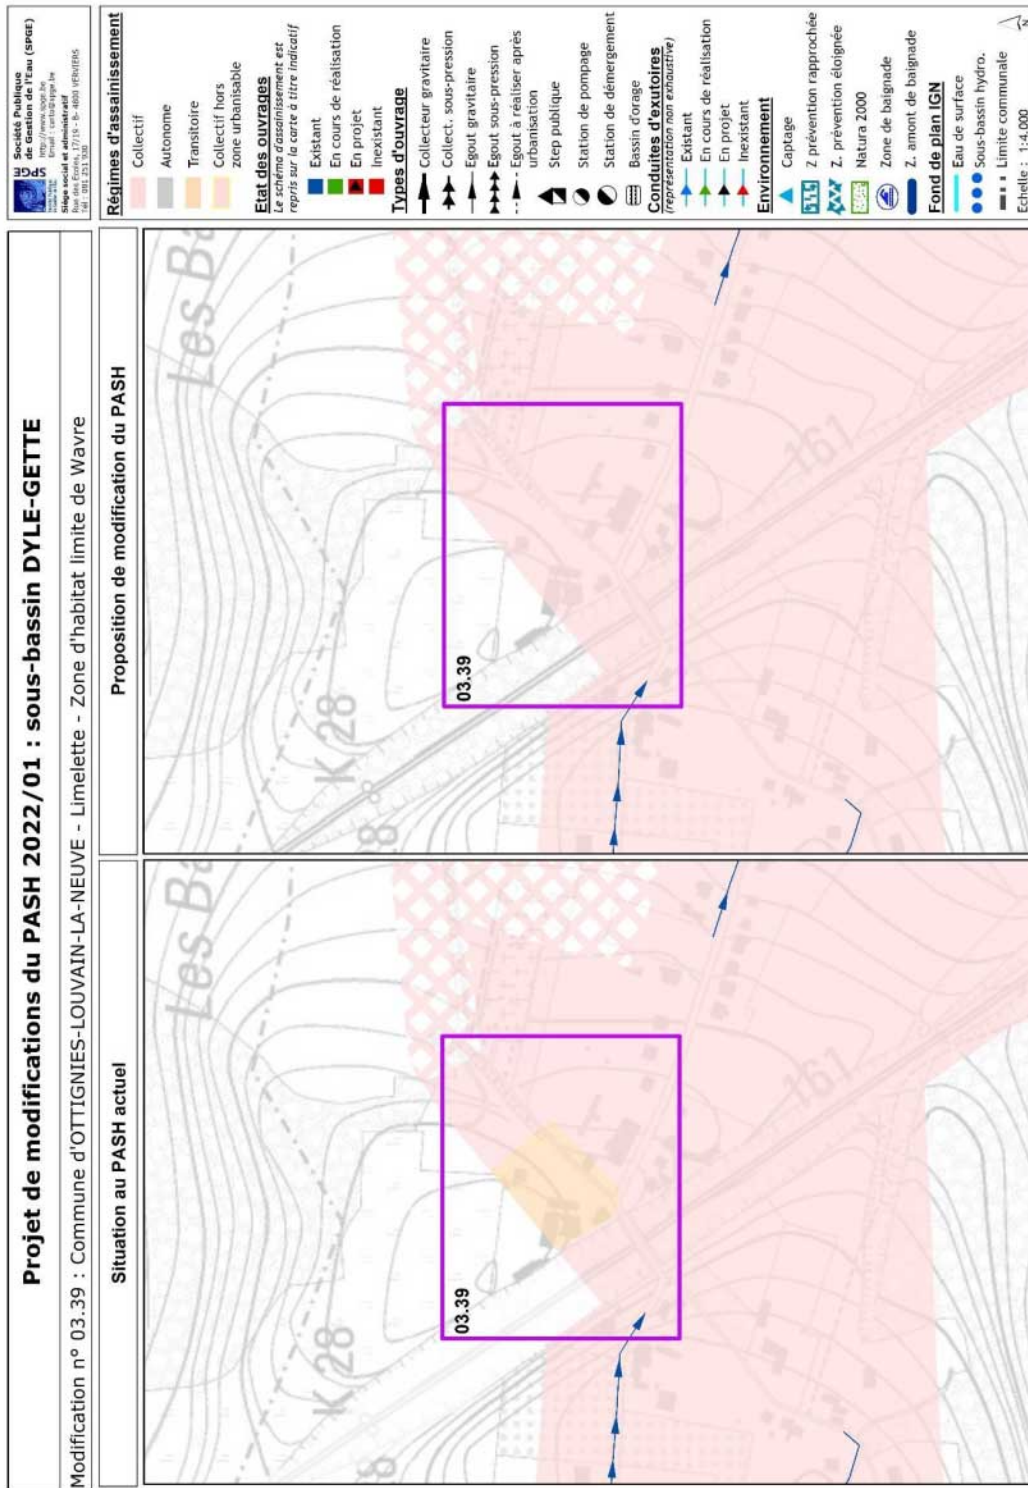 Projet de modifications du PASH 2022/01 : sous-bassin DYLE-GETTE
Modification n° 03.39 : Commune d'OTTIGNIES-LOUVAIN-LA-NEUVE - Limelette - Zone d'habitat limite de Wavre
Situation au PASH actuel
Proposition de modification du PASH
03.39
K 28
8
Les Ba
161
03.39
K 28
8
Les Ba
161
SPGE
Société Publique
de Gestion de l'Eau (SPGE)
http://www.spge.be
Siège social et administratif
Rue des Ecoles, 17/19 - B- 4800 VERVIERS
Régimes d'assainissement
Collectif
Autonome
Transitoire
Collectif hors
zone urbanisable
Etat des ouvrages
Le schéma d'assainissement est
repris sur la carte à titre indicatif
Existant
En cours de réalisation
En projet
Inexistant
Types d'ouvrage
Collecteur gravitaire
Collect. sous-pression
Egout gravitaire
Egout sous-pression
Egout à réaliser après
urbanisation
Step publique
Station de pompage
Station de démergement
Bassin d'orage
Conduites d'exutoires
(représentation non exhaustive)
Existant
En cours de réalisation
En projet
Inexistant
Environnement
Captage
Z prévention rapprochée
Z. prévention éloignée
Natura 2000
Zone de baignade
Z. amont de baignade
Fond de plan IGN
Eau de surface
Sous-bassin hydro.
Limite communale
Echelle : 1:4.000
N